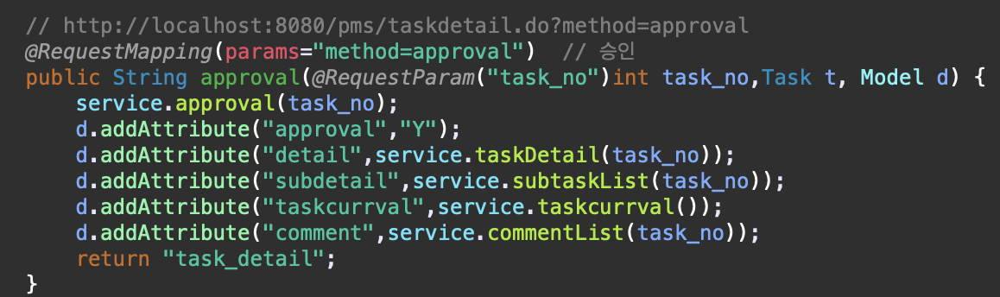 // http://localhost:8080/pms/taskdetail.do?method=approval
@RequestMapping(params="method=approval")  // 승인
public String approval(@RequestParam("task_no")int task_no,Task t, Model d) {
    service.approval(task_no);
    d.addAttribute("approval","Y");
    d.addAttribute("detail",service.taskDetail(task_no));
    d.addAttribute("subdetail",service.subtaskList(task_no));
    d.addAttribute("taskcurrval",service.taskcurrval());
    d.addAttribute("comment",service.commentList(task_no));
    return "task_detail";
}